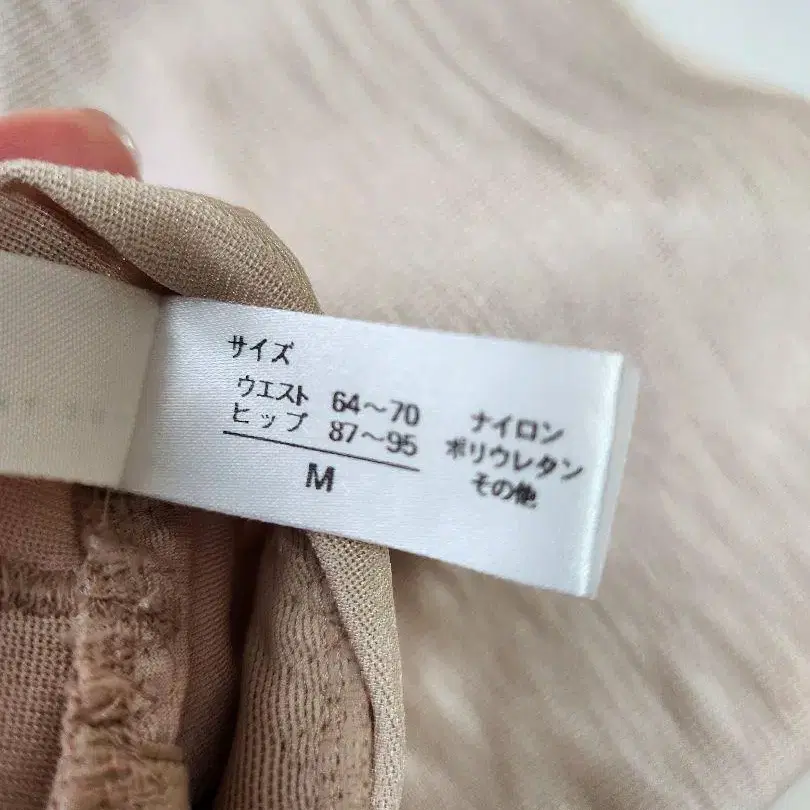 サイズ
ウエスト 64～70
ヒップ 87～95
M
ナイロン
ポリウレタン
その他